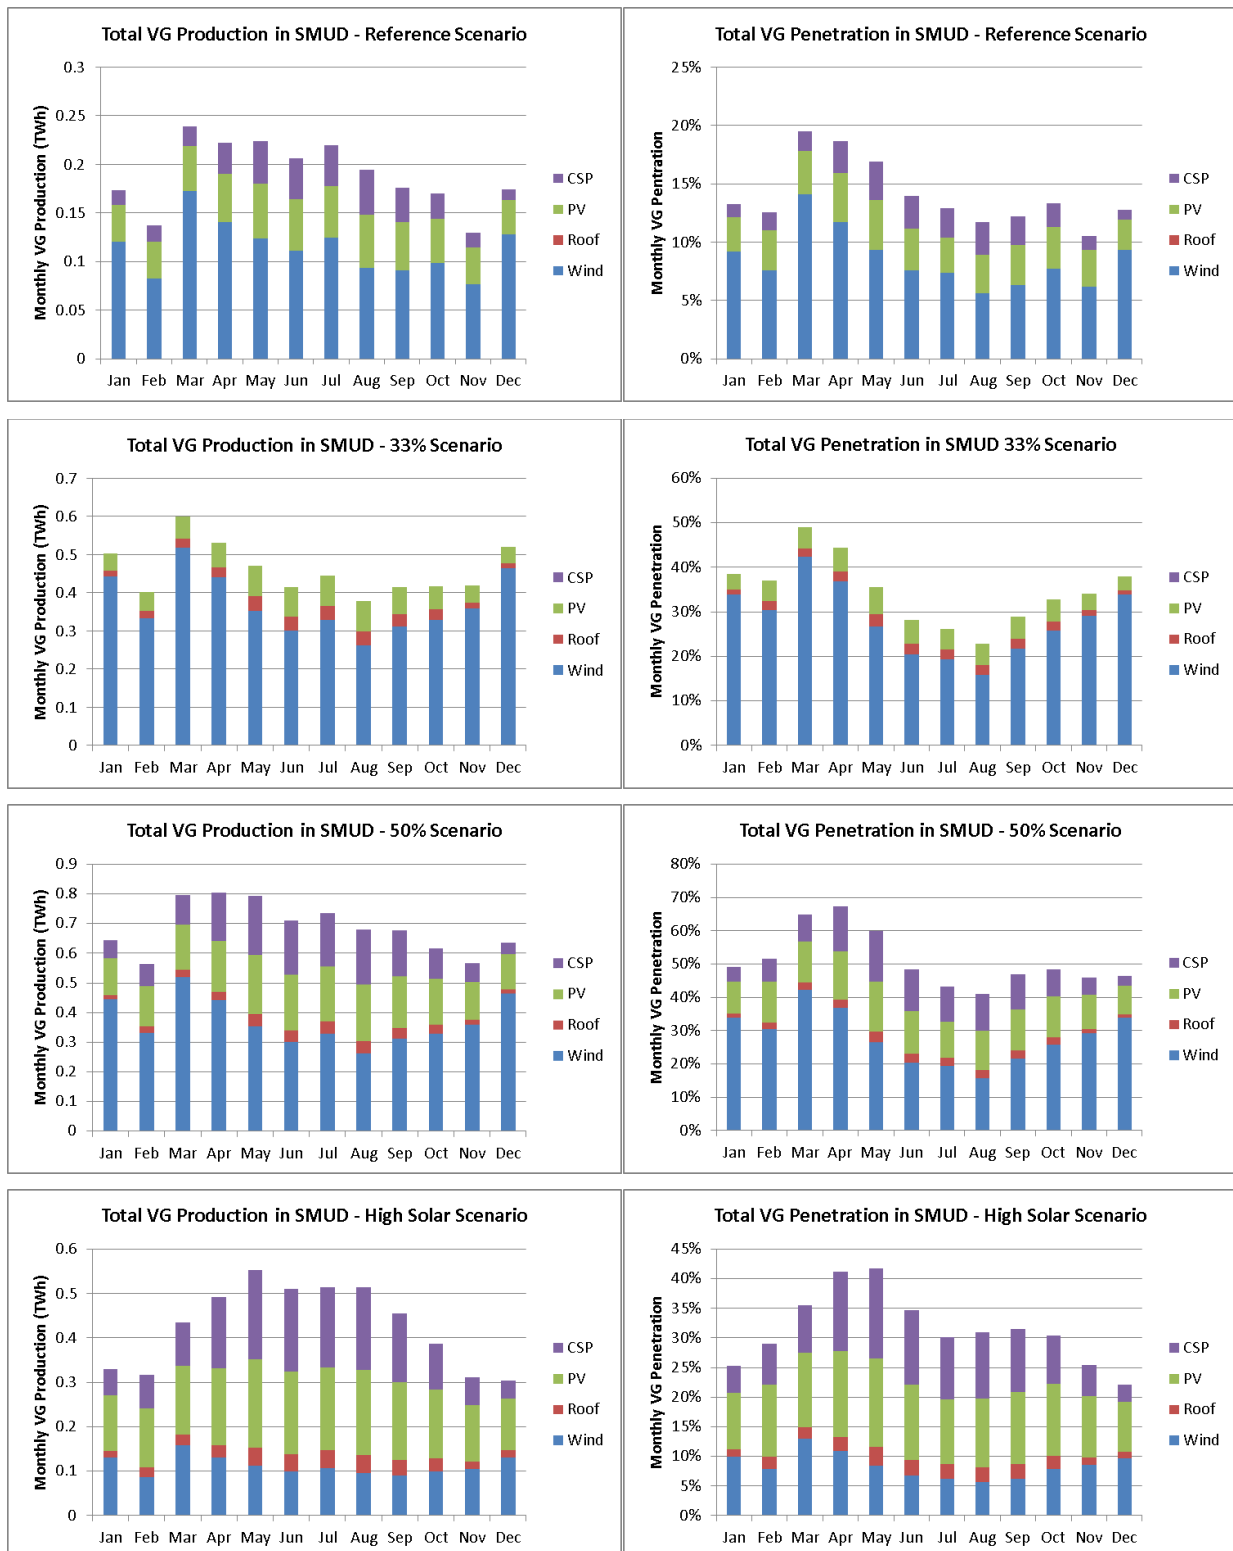 Total VG Production in SMUD - Reference Scenario
Monthly VG Production (TWh)
0.3
0.25
0.2
0.15
0.1
0.05
0
Jan Feb Mar Apr May Jun Jul Aug Sep Oct Nov Dec
CSP
PV
Roof
Wind
Total VG Penetration in SMUD - Reference Scenario
Monthly VG Pentration
25%
20%
15%
10%
5%
0%
Jan Feb Mar Apr May Jun Jul Aug Sep Oct Nov Dec
CSP
PV
Roof
Wind
Total VG Production in SMUD - 33% Scenario
Monthly VG Production (TWh)
0.7
0.6
0.5
0.4
0.3
0.2
0.1
0
Jan Feb Mar Apr May Jun Jul Aug Sep Oct Nov Dec
CSP
PV
Roof
Wind
Total VG Penetration in SMUD 33% Scenario
Monthly VG Penetration
60%
50%
40%
30%
20%
10%
0%
Jan Feb Mar Apr May Jun Jul Aug Sep Oct Nov Dec
CSP
PV
Roof
Wind
Total VG Production in SMUD - 50% Scenario
Monthly VG Production (TWh)
0.9
0.8
0.7
0.6
0.5
0.4
0.3
0.2
0.1
0
Jan Feb Mar Apr May Jun Jul Aug Sep Oct Nov Dec
CSP
PV
Roof
Wind
Total VG Penetration in SMUD - 50% Scenario
Monthly VG Penetration
80%
70%
60%
50%
40%
30%
20%
10%
0%
Jan Feb Mar Apr May Jun Jul Aug Sep Oct Nov Dec
CSP
PV
Roof
Wind
Total VG Production in SMUD - High Solar Scenario
Monthly VG Production (TWh)
0.6
0.5
0.4
0.3
0.2
0.1
0
Jan Feb Mar Apr May Jun Jul Aug Sep Oct Nov Dec
CSP
PV
Roof
Wind
Total VG Penetration in SMUD - High Solar Scenario
Monthly VG Penetration
45%
40%
35%
30%
25%
20%
15%
10%
5%
0%
Jan Feb Mar Apr May Jun Jul Aug Sep Oct Nov Dec
CSP
PV
Roof
Wind